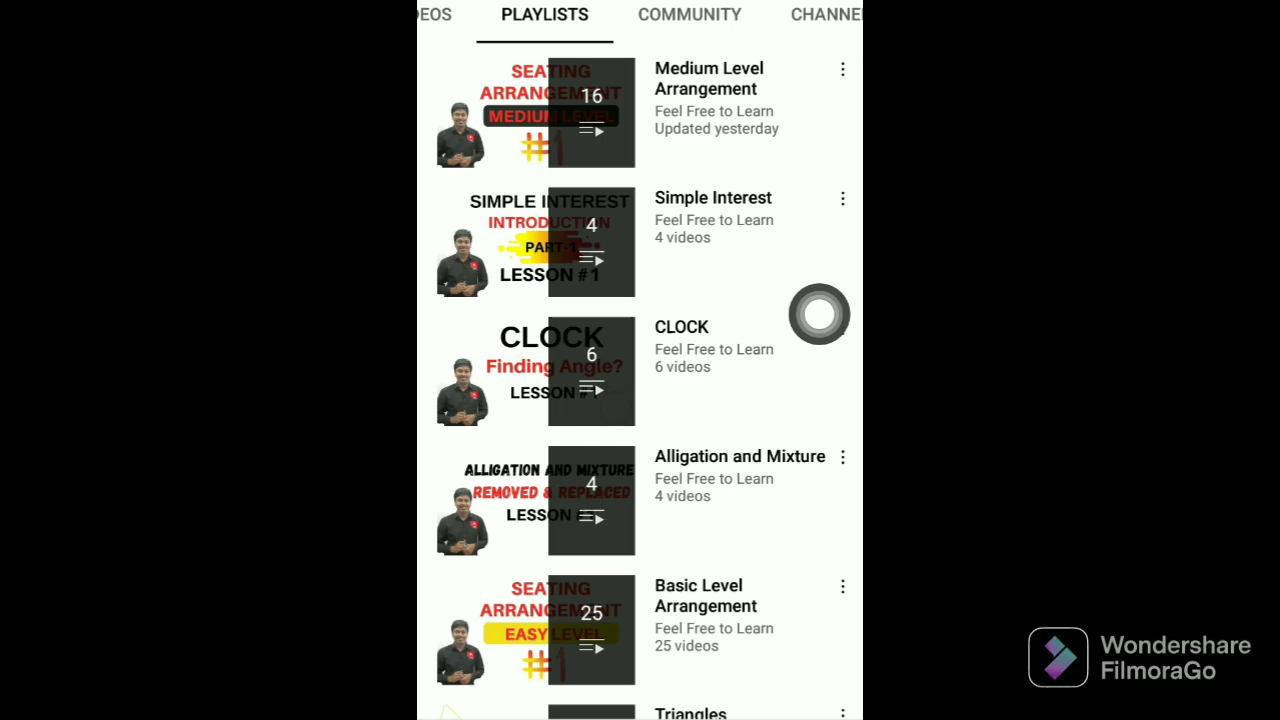 DEOS PLAYLISTS COMMUNITY CHANNE
SEATING
ARRANGEMENT
MEDIUM LEVEL
#1
16
Medium Level
Arrangement
Feel Free to Learn
Updated yesterday
SIMPLE INTEREST
INTRODUCTION
PART-1
LESSON #1
4
Simple Interest
Feel Free to Learn
4 videos
CLOCK
Finding Angle?
LESSON #1
6
CLOCK
Feel Free to Learn
6 videos
ALLIGATION AND MIXTURE
REMOVED & REPLACED
LESSON
4
Alligation and Mixture
Feel Free to Learn
4 videos
SEATING
ARRANGEMENT
EASY LEVEL
#1
25
Basic Level
Arrangement
Feel Free to Learn
25 videos
Triangles
Wondershare
FilmoraGo